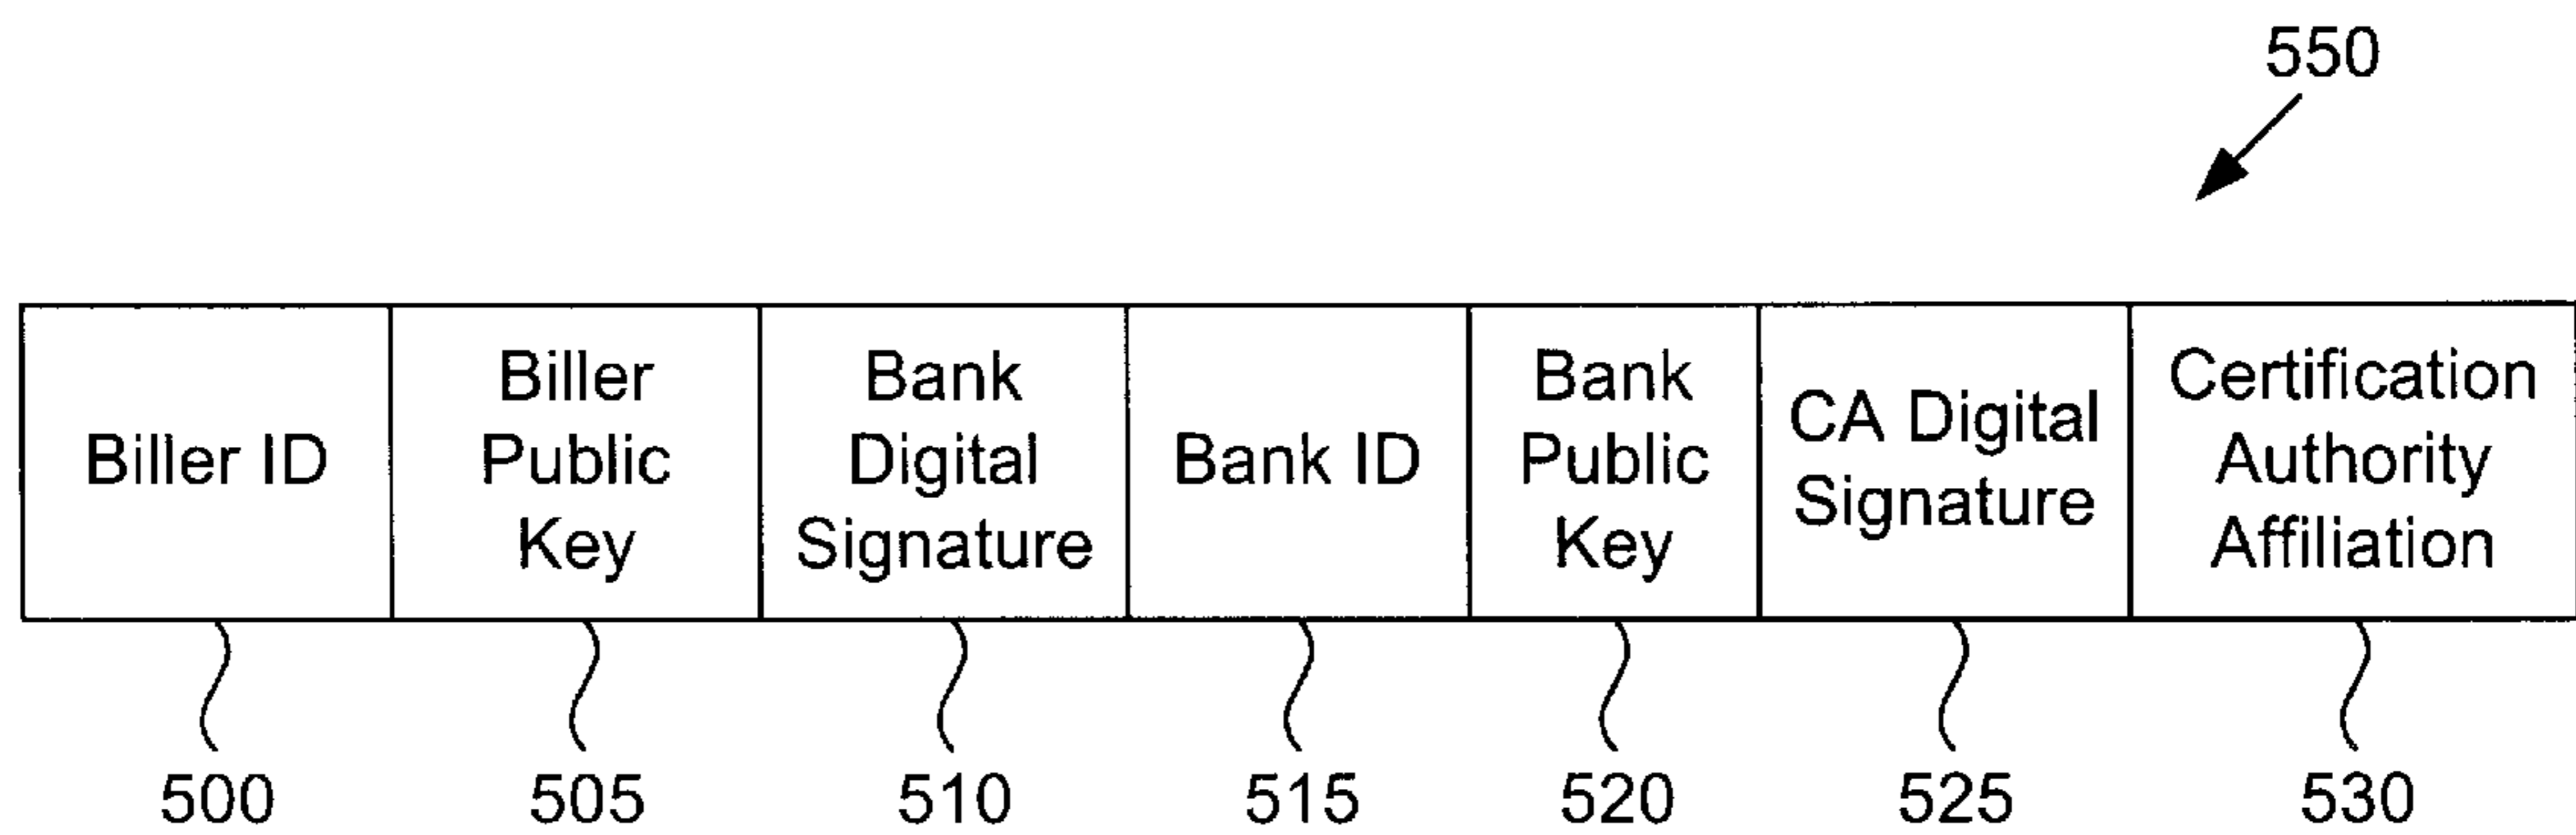 550
Biller ID
Biller
Public
Key
Bank
Digital
Signature
Bank ID
Bank
Public
Key
CA Digital
Signature
Certification
Authority
Affiliation
500
505
510
515
520
525
530